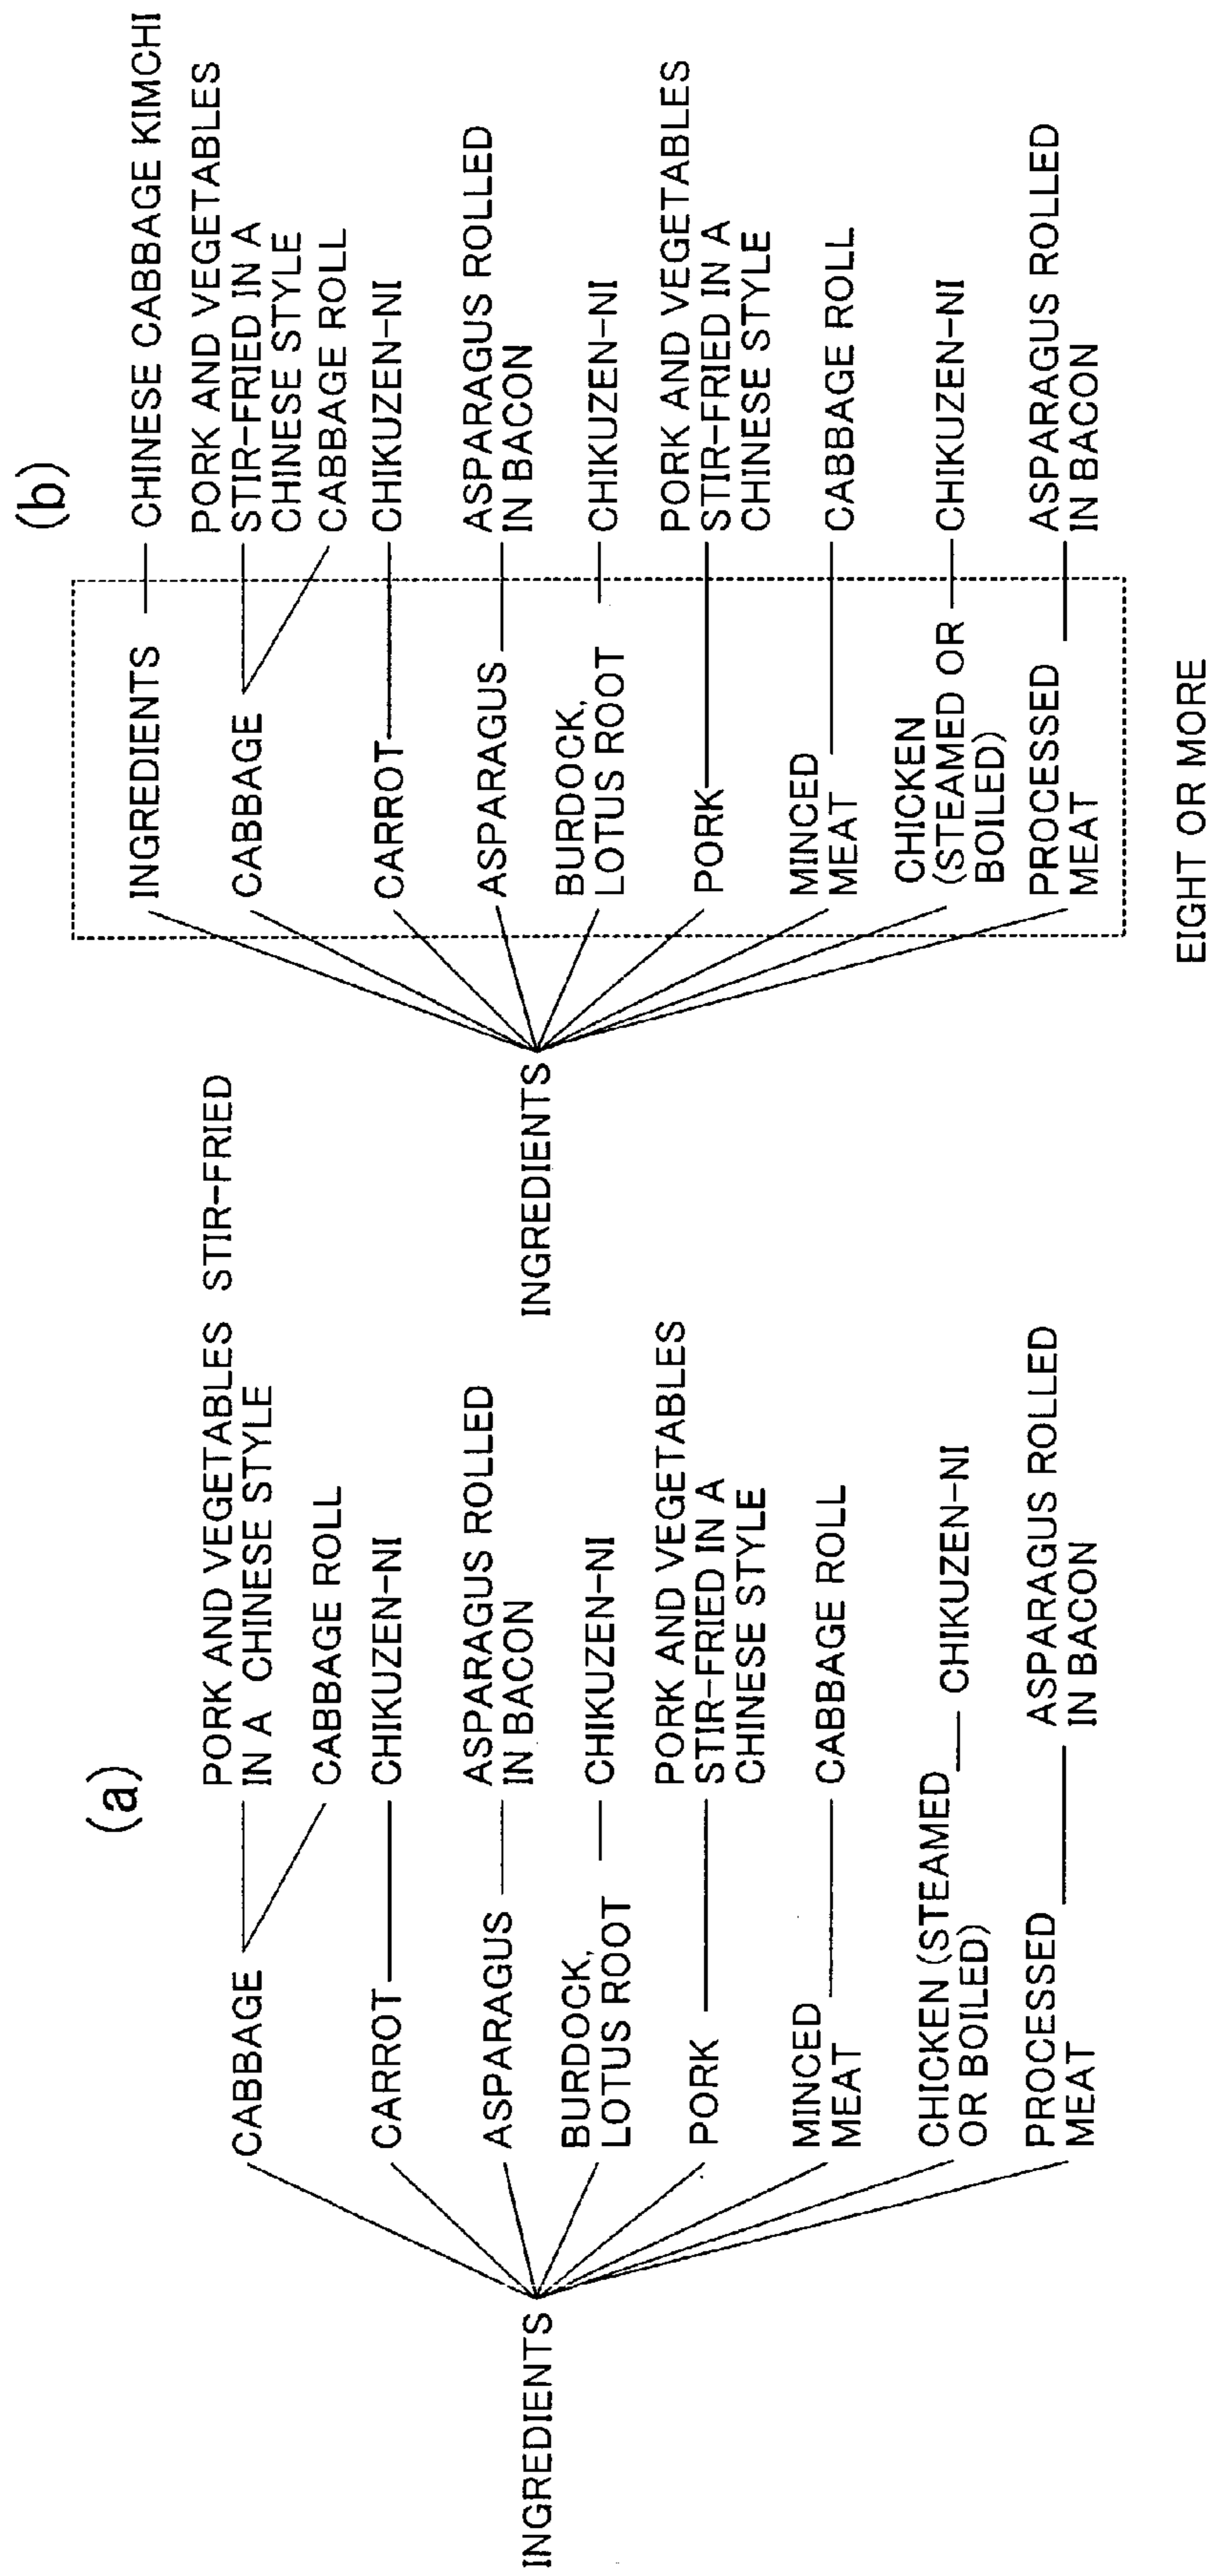 (a)
INGREDIENTS
CABBAGE
PORK AND VEGETABLES STIR-FRIED
IN A CHINESE STYLE
CABBAGE ROLL
CARROT
CHIKUZEN-NI
ASPARAGUS
ASPARAGUS ROLLED
IN BACON
BURDOCK,
LOTUS ROOT
CHIKUZEN-NI
PORK
PORK AND VEGETABLES
STIR-FRIED IN A
CHINESE STYLE
MINCED
MEAT
CABBAGE ROLL
CHICKEN (STEAMED
OR BOILED)
CHIKUZEN-NI
PROCESSED
MEAT
ASPARAGUS ROLLED
IN BACON
(b)
INGREDIENTS
INGREDIENTS
CHINESE CABBAGE KIMCHI
CABBAGE
PORK AND VEGETABLES
STIR-FRIED IN A
CHINESE STYLE
CABBAGE ROLL
CARROT
CHIKUZEN-NI
ASPARAGUS
ASPARAGUS ROLLED
IN BACON
BURDOCK,
LOTUS ROOT
CHIKUZEN-NI
PORK
PORK AND VEGETABLES
STIR-FRIED IN A
CHINESE STYLE
MINCED
MEAT
CABBAGE ROLL
CHICKEN
(STEAMED OR
BOILED)
CHIKUZEN-NI
PROCESSED
MEAT
ASPARAGUS ROLLED
IN BACON
EIGHT OR MORE